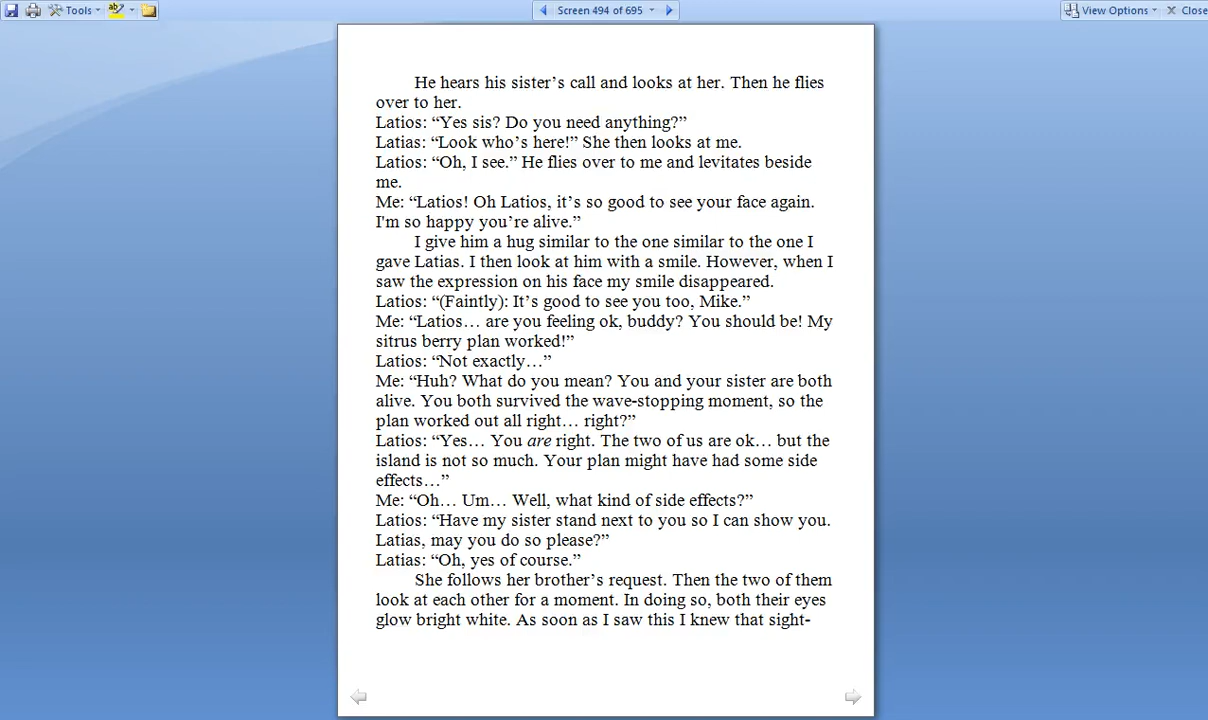 Tools
Screen 494 of 695
View Options
Close
He hears his sister’s call and looks at her. Then he flies
over to her.
Latios: “Yes sis? Do you need anything?”
Latias: “Look who’s here!” She then looks at me.
Latios: “Oh, I see.” He flies over to me and levitates beside
me.
Me: “Latios! Oh Latios, it’s so good to see your face again.
I'm so happy you’re alive.”
I give him a hug similar to the one similar to the one I
gave Latias. I then look at him with a smile. However, when I
saw the expression on his face my smile disappeared.
Latios: “(Faintly): It’s good to see you too, Mike.”
Me: “Latios… are you feeling ok, buddy? You should be! My
sitrus berry plan worked!”
Latios: “Not exactly…”
Me: “Huh? What do you mean? You and your sister are both
alive. You both survived the wave-stopping moment, so the
plan worked out all right… right?”
Latios: “Yes… You are right. The two of us are ok… but the
island is not so much. Your plan might have had some side
effects…”
Me: “Oh… Um… Well, what kind of side effects?”
Latios: “Have my sister stand next to you so I can show you.
Latias, may you do so please?”
Latias: “Oh, yes of course.”
She follows her brother’s request. Then the two of them
look at each other for a moment. In doing so, both their eyes
glow bright white. As soon as I saw this I knew that sight-